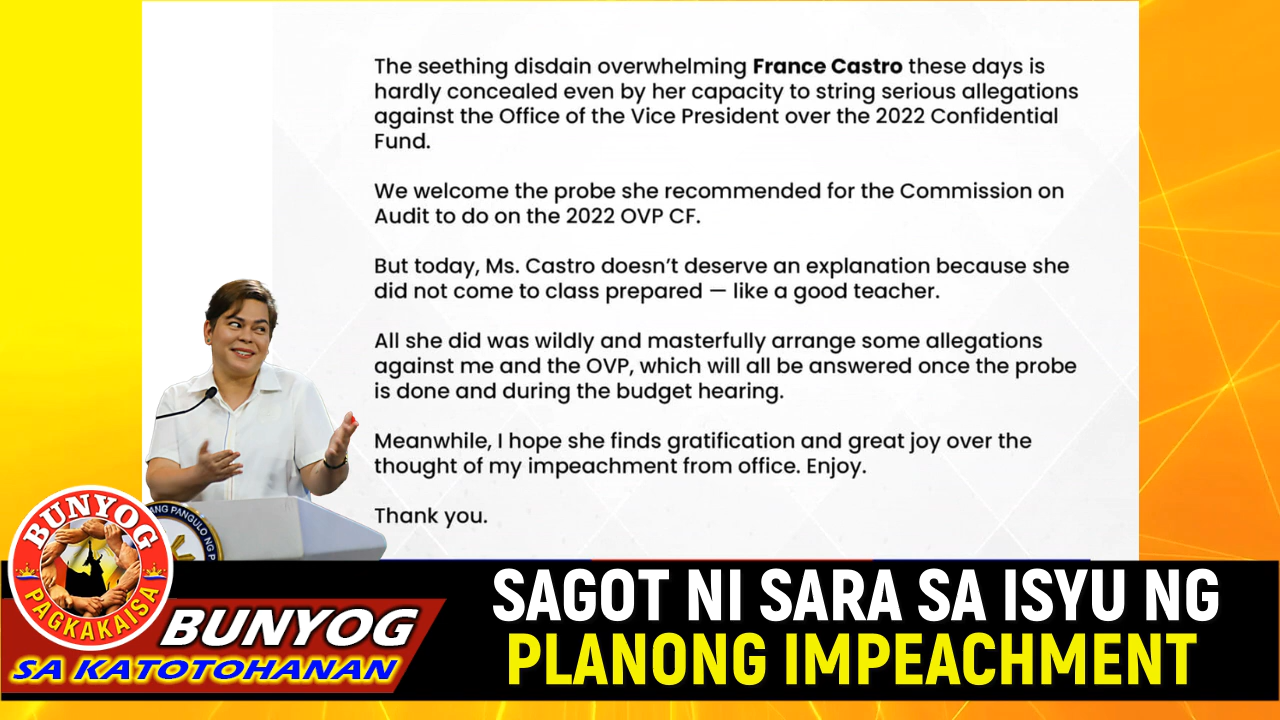 The seething disdain overwhelming France Castro these days is
hardly concealed even by her capacity to string serious allegations
against the Office of the Vice President over the 2022 Confidential
Fund.
We welcome the probe she recommended for the Commission on
Audit to do on the 2022 OVP CF.
But today, Ms. Castro doesn’t deserve an explanation because she
did not come to class prepared — like a good teacher.
All she did was wildly and masterfully arrange some allegations
against me and the OVP, which will all be answered once the probe
is done and during the budget hearing.
Meanwhile, I hope she finds gratification and great joy over the
thought of my impeachment from office. Enjoy.
Thank you.
ANG PANGULO NG P
BUNYOG
PAGKAKAISA
BUNYOG
SA KATOTOHANAN
SAGOT NI SARA SA ISYU NG
PLANONG IMPEACHMENT